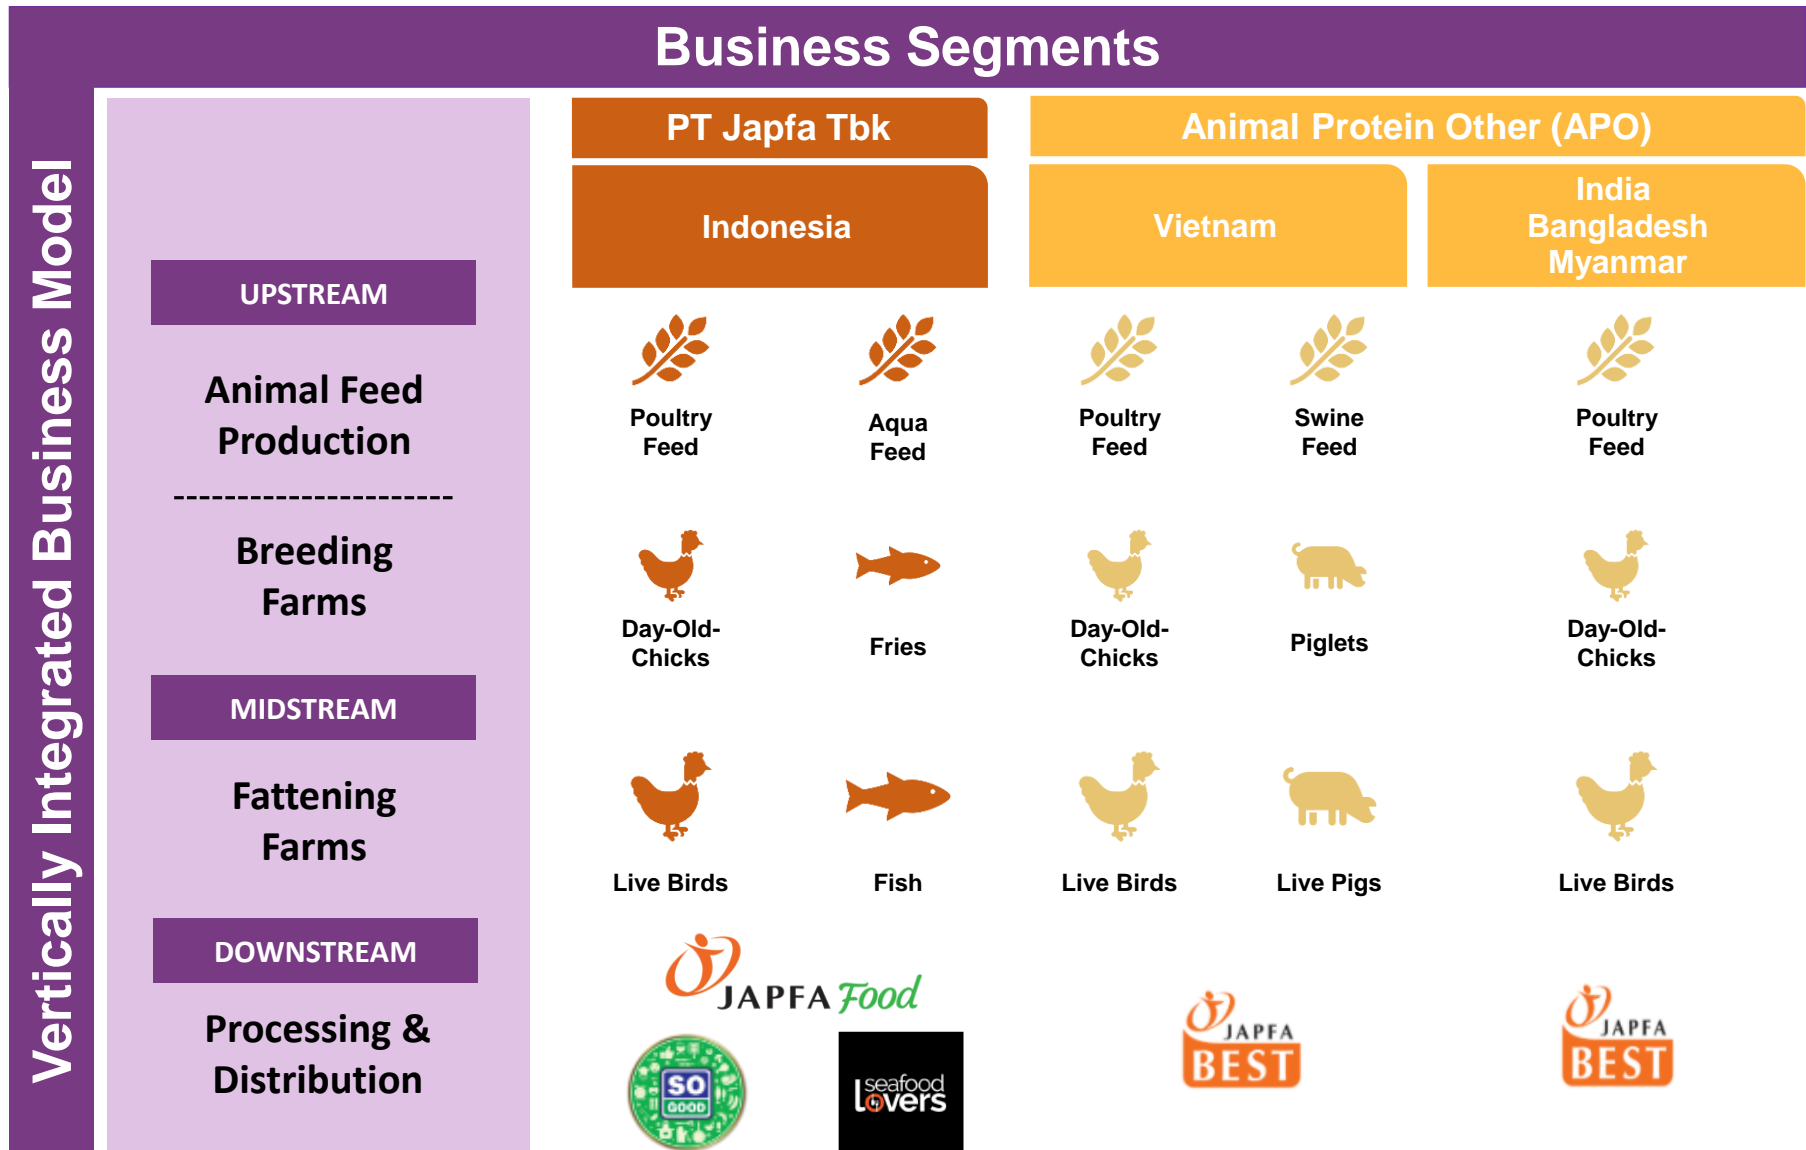 Business Segments
Vertically Integrated Business Model
PT Japfa Tbk
Animal Protein Other (APO)
Indonesia
Vietnam
India
Bangladesh
Myanmar
UPSTREAM
Animal Feed
Production
-----------------------
Poultry
Feed
Aqua
Feed
Poultry
Feed
Swine
Feed
Poultry
Feed
Breeding
Farms
Day-Old-
Chicks
Fries
Day-Old-
Chicks
Piglets
Day-Old-
Chicks
MIDSTREAM
Fattening
Farms
Live Birds
Fish
Live Birds
Live Pigs
Live Birds
DOWNSTREAM
Processing &
Distribution
JAPFA Food
SO
GOOD
seafood
lovers
JAPFA
BEST
JAPFA
BEST